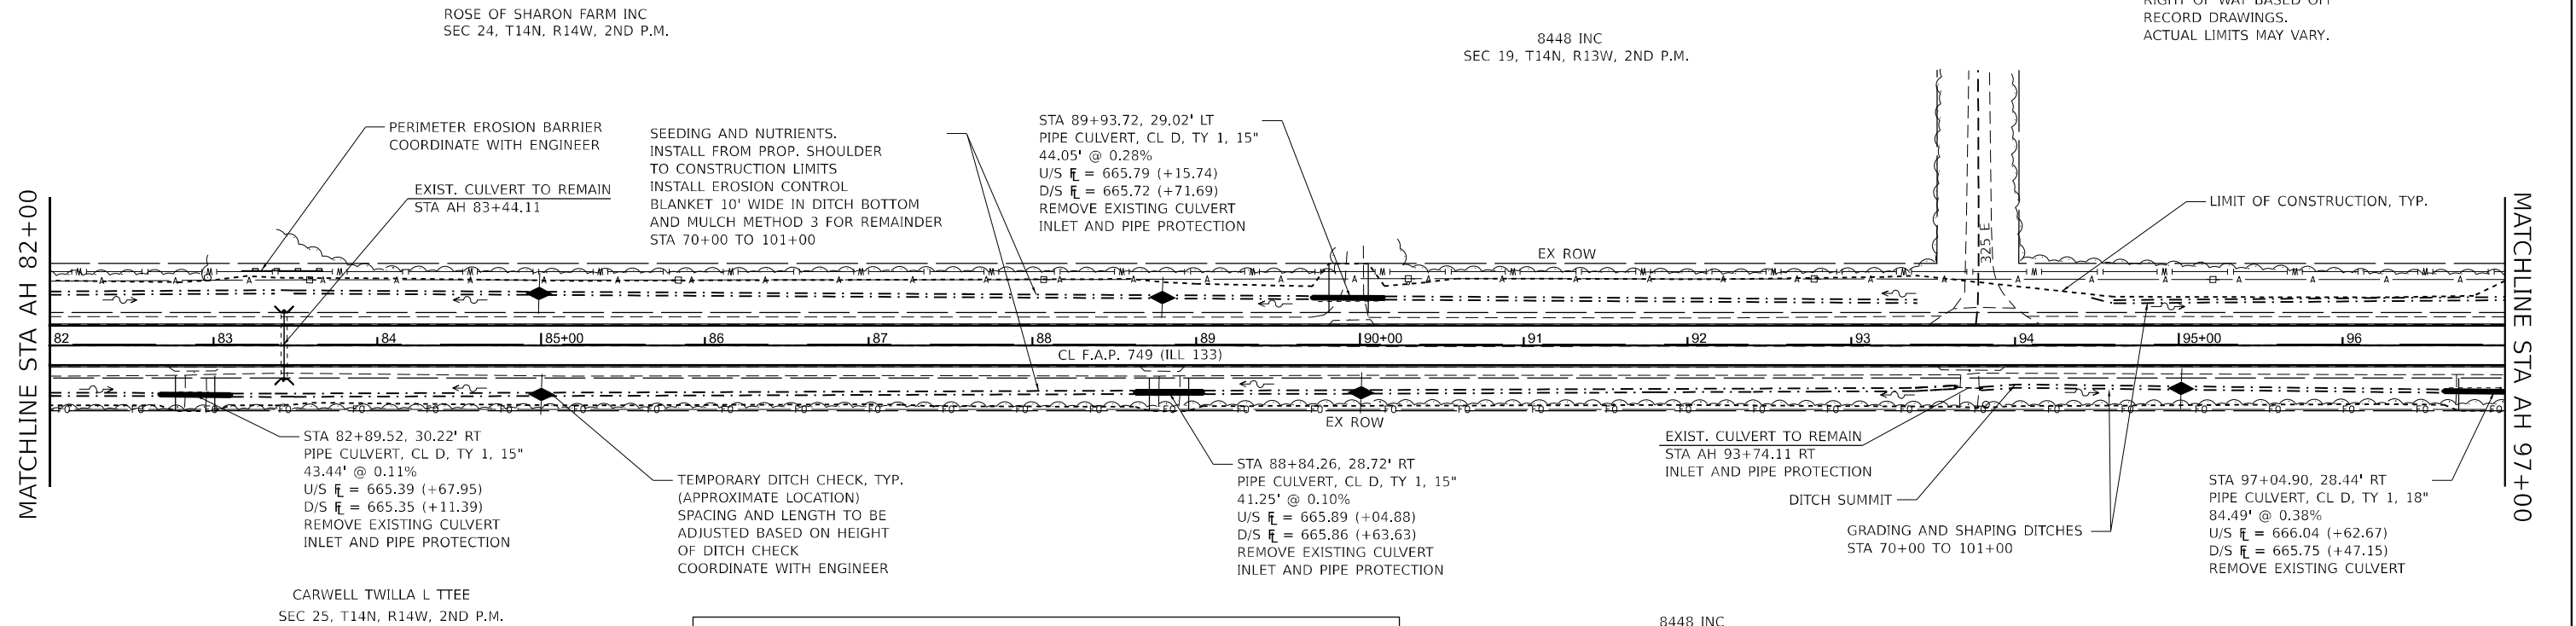 ROSE OF SHARON FARM INC
SEC 24, T14N, R14W, 2ND P.M.
8448 INC
SEC 19, T14N, R13W, 2ND P.M.
RIGHT OF WAY BASED OFF
RECORD DRAWINGS.
ACTUAL LIMITS MAY VARY.
MATCHLINE STA AH 82+00
PERIMETER EROSION BARRIER
COORDINATE WITH ENGINEER
EXIST. CULVERT TO REMAIN
STA AH 83+44.11
SEEDING AND NUTRIENTS.
INSTALL FROM PROP. SHOULDER
TO CONSTRUCTION LIMITS
INSTALL EROSION CONTROL
BLANKET 10' WIDE IN DITCH BOTTOM
AND MULCH METHOD 3 FOR REMAINDER
STA 70+00 TO 101+00
STA 89+93.72, 29.02' LT
PIPE CULVERT, CL D, TY 1, 15"
44.05' @ 0.28%
U/S FL = 665.79 (+15.74)
D/S FL = 665.72 (+71.69)
REMOVE EXISTING CULVERT
INLET AND PIPE PROTECTION
EX ROW
325 E
LIMIT OF CONSTRUCTION, TYP.
MATCHLINE STA AH 97+00
82 83 84 85+00 86 87 88 89 90+00 91 92 93 94 95+00 96
CL F.A.P. 749 (ILL 133)
EX ROW
STA 82+89.52, 30.22' RT
PIPE CULVERT, CL D, TY 1, 15"
43.44' @ 0.11%
U/S FL = 665.39 (+67.95)
D/S FL = 665.35 (+11.39)
REMOVE EXISTING CULVERT
INLET AND PIPE PROTECTION
TEMPORARY DITCH CHECK, TYP.
(APPROXIMATE LOCATION)
SPACING AND LENGTH TO BE
ADJUSTED BASED ON HEIGHT
OF DITCH CHECK
COORDINATE WITH ENGINEER
STA 88+84.26, 28.72' RT
PIPE CULVERT, CL D, TY 1, 15"
41.25' @ 0.10%
U/S FL = 665.89 (+04.88)
D/S FL = 665.86 (+63.63)
REMOVE EXISTING CULVERT
INLET AND PIPE PROTECTION
EXIST. CULVERT TO REMAIN
STA AH 93+74.11 RT
INLET AND PIPE PROTECTION
DITCH SUMMIT
GRADING AND SHAPING DITCHES
STA 70+00 TO 101+00
STA 97+04.90, 28.44' RT
PIPE CULVERT, CL D, TY 1, 18"
84.49' @ 0.38%
U/S FL = 666.04 (+62.67)
D/S FL = 665.75 (+47.15)
REMOVE EXISTING CULVERT
CARWELL TWILLA L TTEE
SEC 25, T14N, R14W, 2ND P.M.
8448 INC